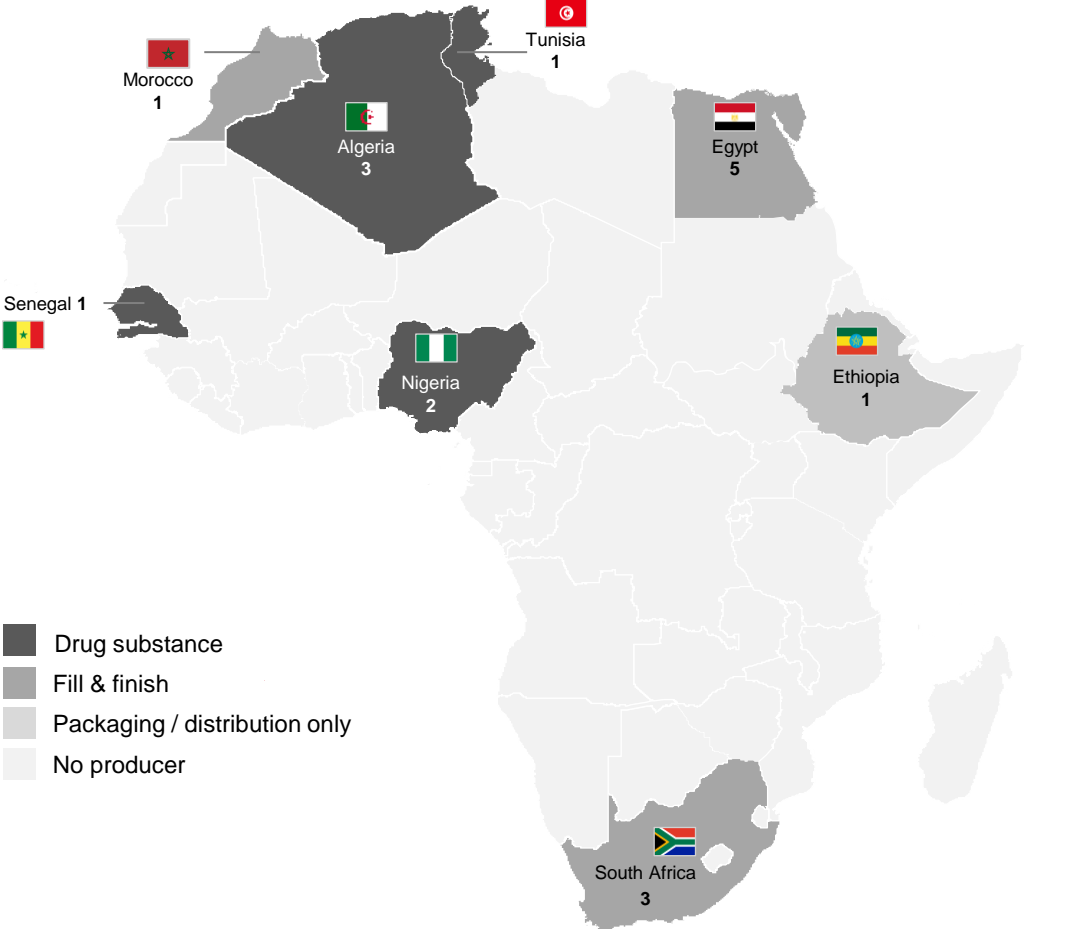 Tunisia
1
Morocco
1
Algeria
3
Egypt
5
Senegal 1
Nigeria
2
Ethiopia
1
Drug substance
Fill & finish
Packaging / distribution only
No producer
South Africa
3